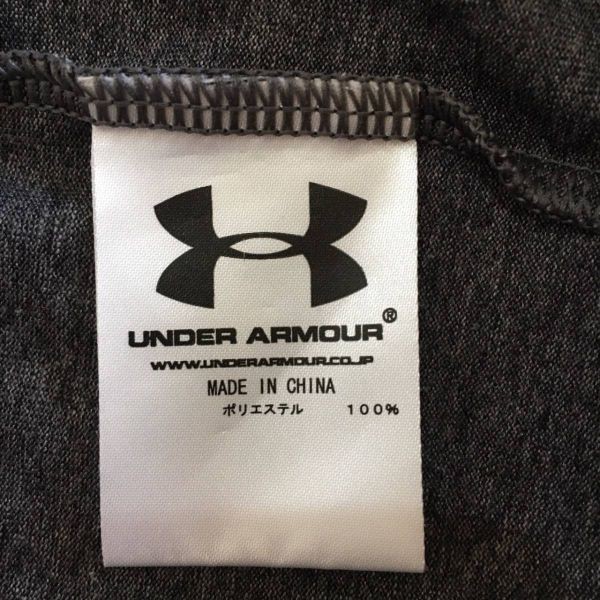 UNDER ARMOUR®
WWW.UNDERARMOUR.CO.JP
MADE IN CHINA
ポリエステル　１００％